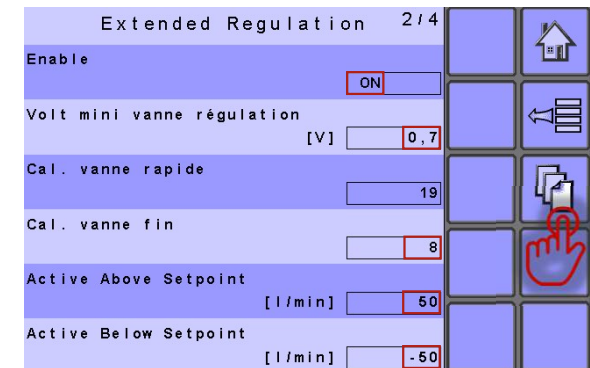 Extended Regulation 2/4
Enable
ON
Volt mini vanne régulation
[V] 0,7
Cal. vanne rapide
19
Cal. vanne fin
8
Active Above Setpoint
[l/min] 50
Active Below Setpoint
[l/min] -50